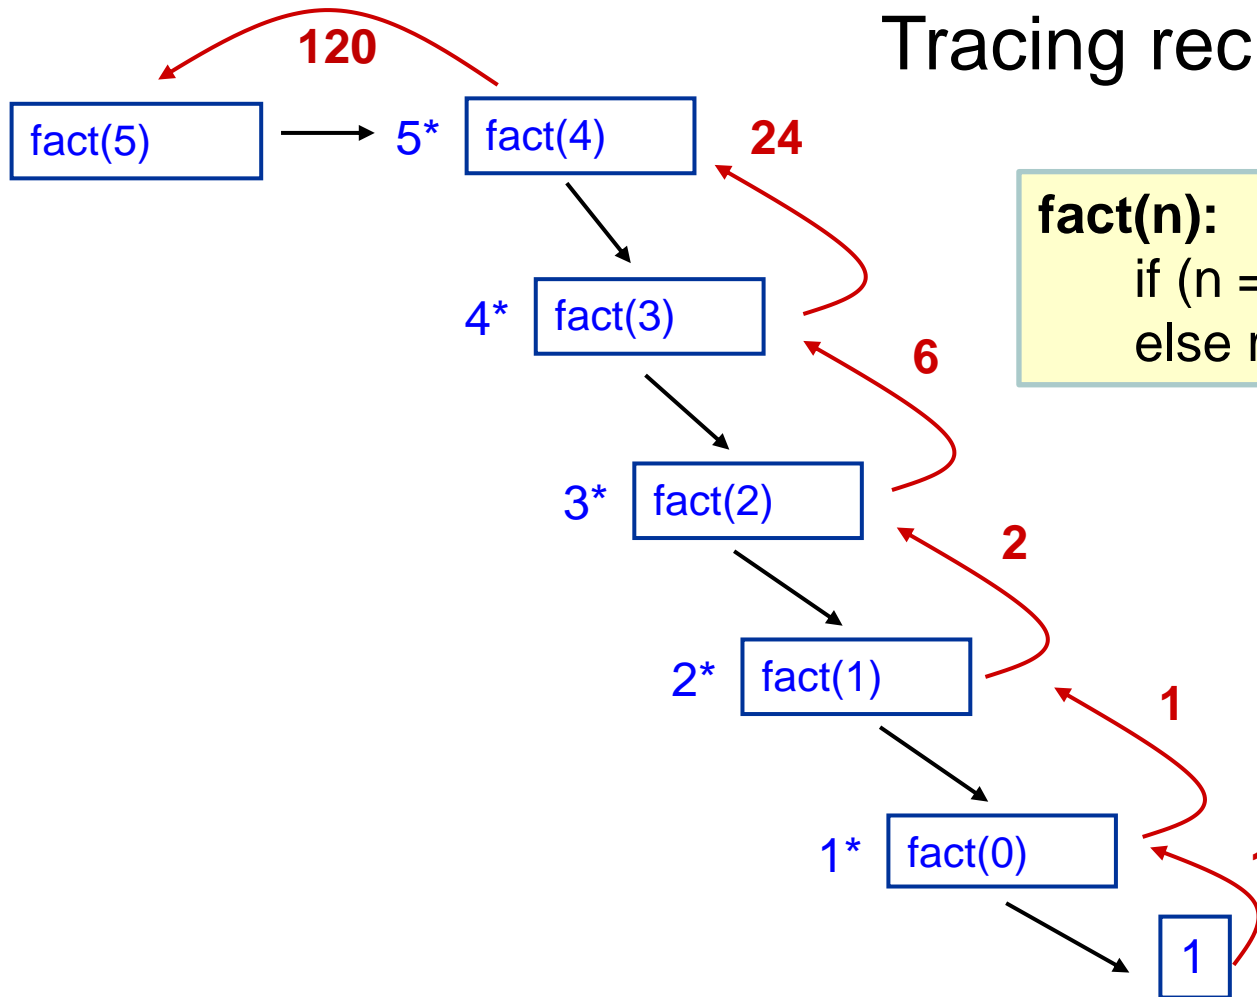 Tracing rec
120
fact(5)
5* fact(4)
24
fact(n):
if (n =
else r
4* fact(3)
6
3* fact(2)
2
2* fact(1)
1
1* fact(0)
1